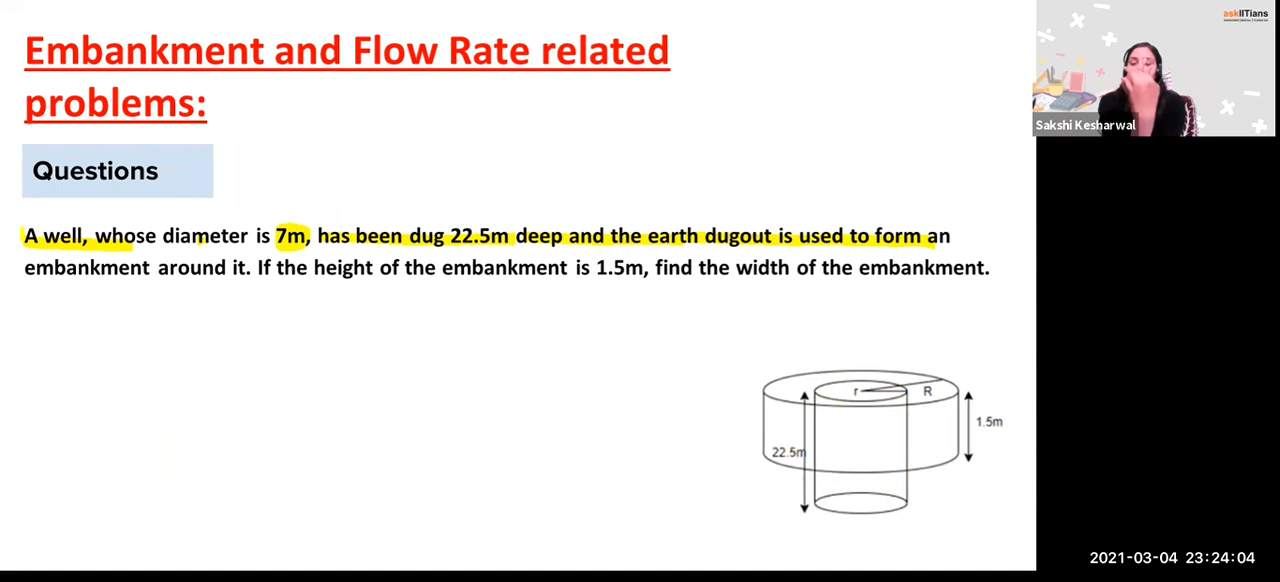 Embankment and Flow Rate related
problems:
Questions
A well, whose diameter is 7m, has been dug 22.5m deep and the earth dugout is used to form an
embankment around it. If the height of the embankment is 1.5m, find the width of the embankment.
r
R
1.5m
22.5m
askIITians
Sakshi Kesharwal
2021-03-04 23:24:04